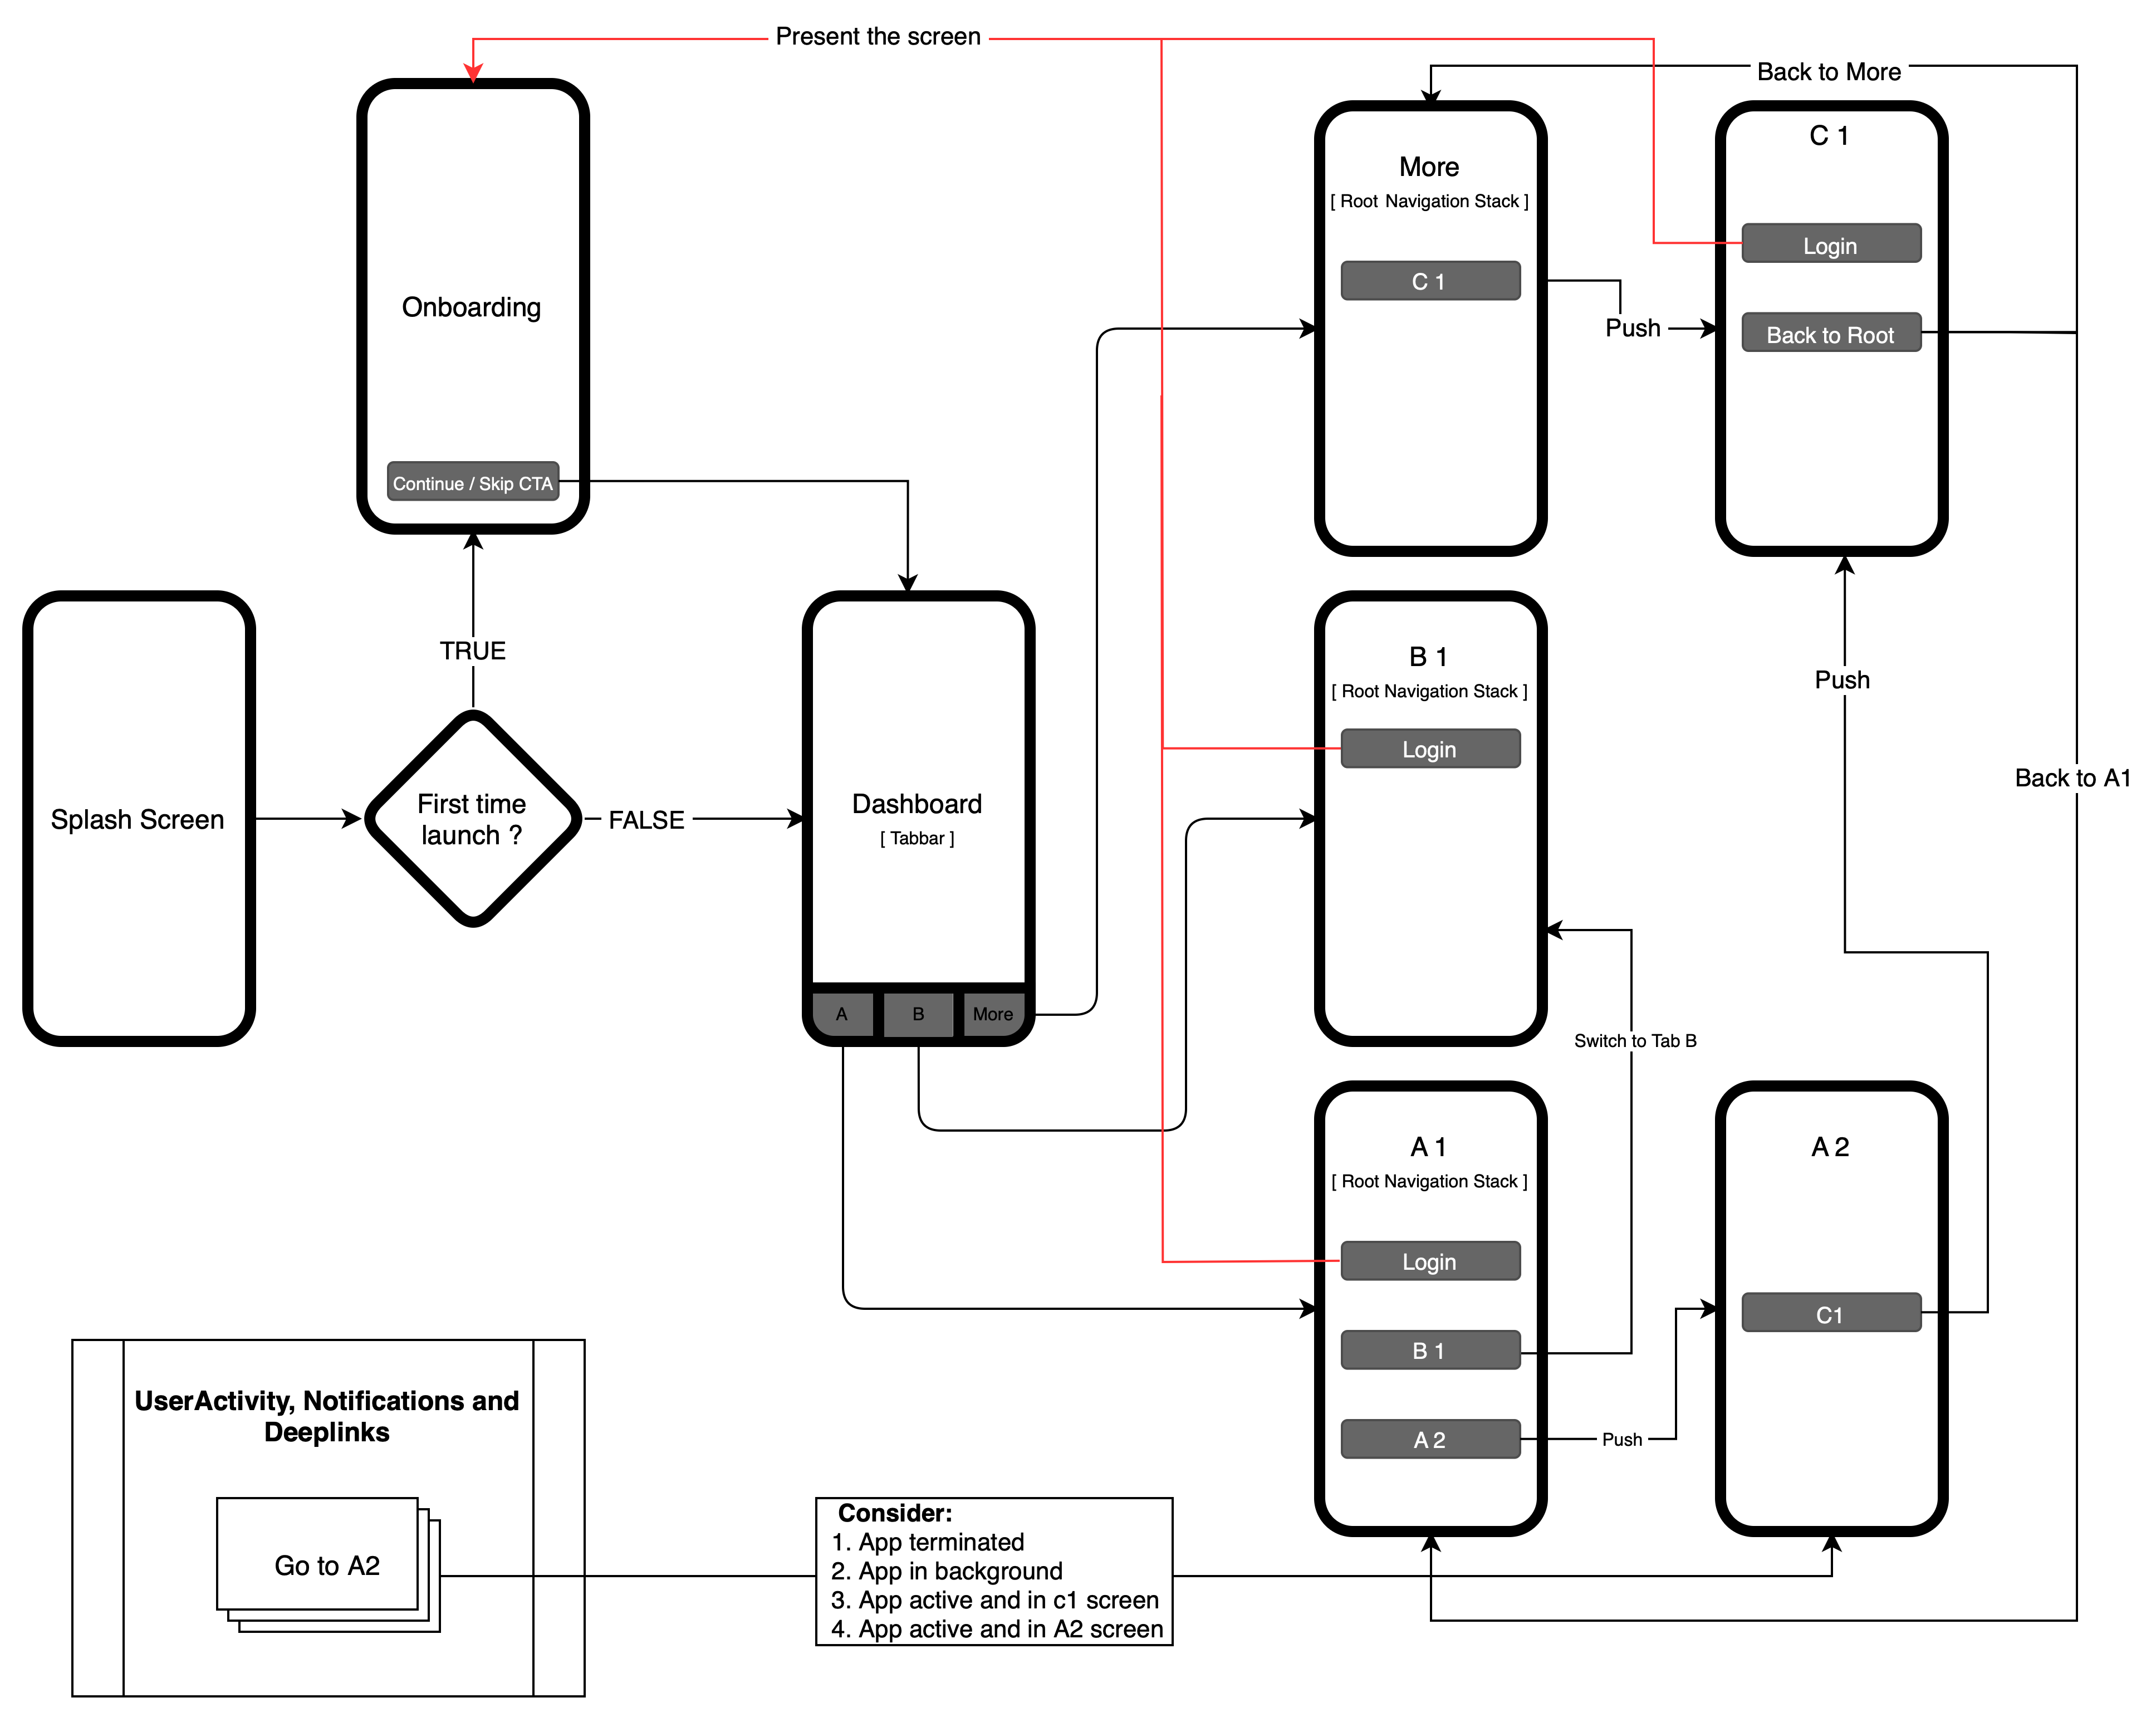 Present the screen
Back to More
Onboarding
Continue / Skip CTA
More
[ Root Navigation Stack ]
C 1
Push
C 1
Login
Back to Root
TRUE
Splash Screen
First time
launch ?
FALSE
Dashboard
[ Tabbar ]
A
B
More
B 1
[ Root Navigation Stack ]
Login
Push
Back to A1
Switch to Tab B
A 1
[ Root Navigation Stack ]
Login
B 1
A 2
Push
A 2
C1
UserActivity, Notifications and
Deeplinks
Go to A2
Consider:
1. App terminated
2. App in background
3. App active and in c1 screen
4. App active and in A2 screen